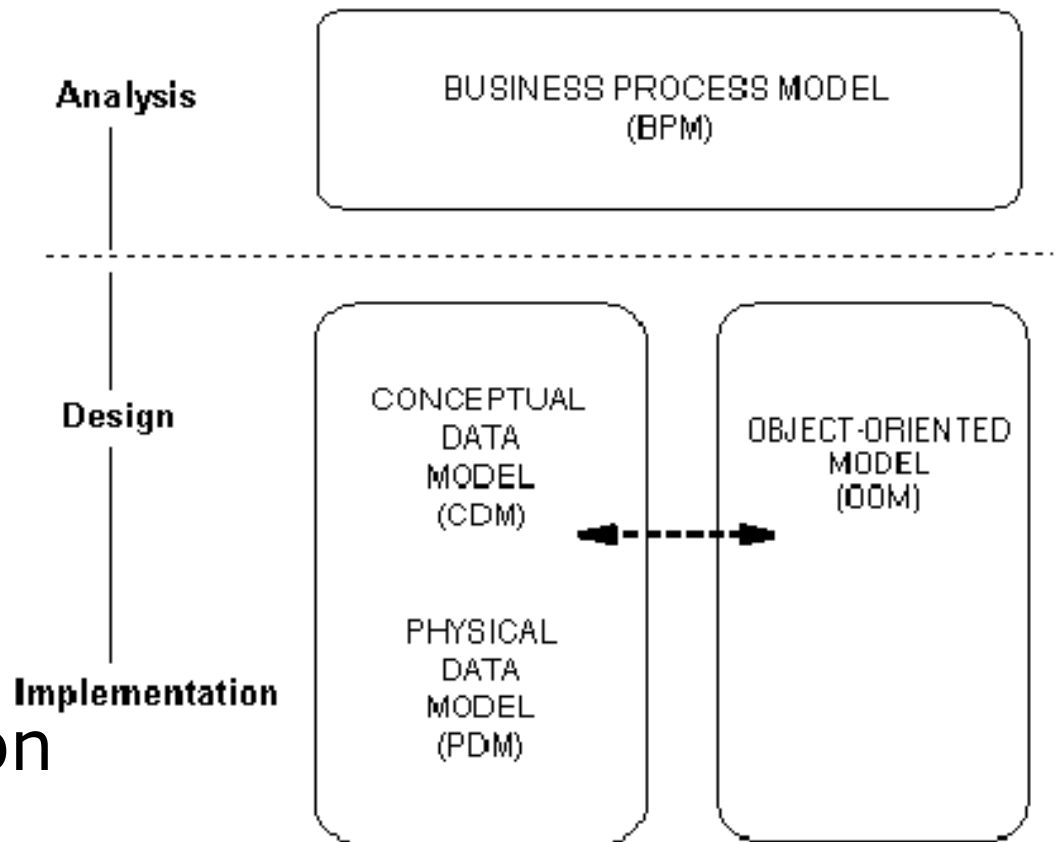 Analysis
BUSINESS PROCESS MODEL
(BPM)
Design
CONCEPTUAL
DATA
MODEL
(CDM)
OBJECT-ORIENTED
MODEL
(OOM)
PHYSICAL
DATA
MODEL
(PDM)
Implementation
on